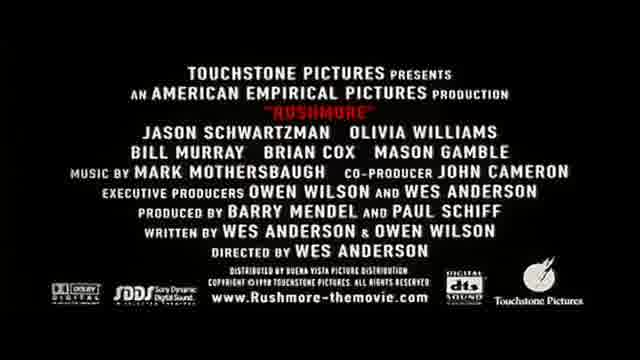 TOUCHSTONE PICTURES PRESENTS
AN AMERICAN EMPIRICAL PICTURES PRODUCTION
"RUSHMORE"
JASON SCHWARTZMAN OLIVIA WILLIAMS
BILL MURRAY BRIAN COX MASON GAMBLE
MUSIC BY MARK MOTHERSBAUGH CO-PRODUCER JOHN CAMERON
EXECUTIVE PRODUCERS OWEN WILSON AND WES ANDERSON
PRODUCED BY BARRY MENDEL AND PAUL SCHIFF
WRITTEN BY WES ANDERSON & OWEN WILSON
DIRECTED BY WES ANDERSON
DISTRIBUTED BY BUENA VISTA PICTURE DISTRIBUTION
COPYRIGHT ©1998 TOUCHSTONE PICTURES. ALL RIGHTS RESERVED
www.Rushmore-themovie.com
DOLBY
DIGITAL
SDDS Sony Dynamic
Digital Sound
DIGITAL
dts
SOUND
Touchstone Pictures